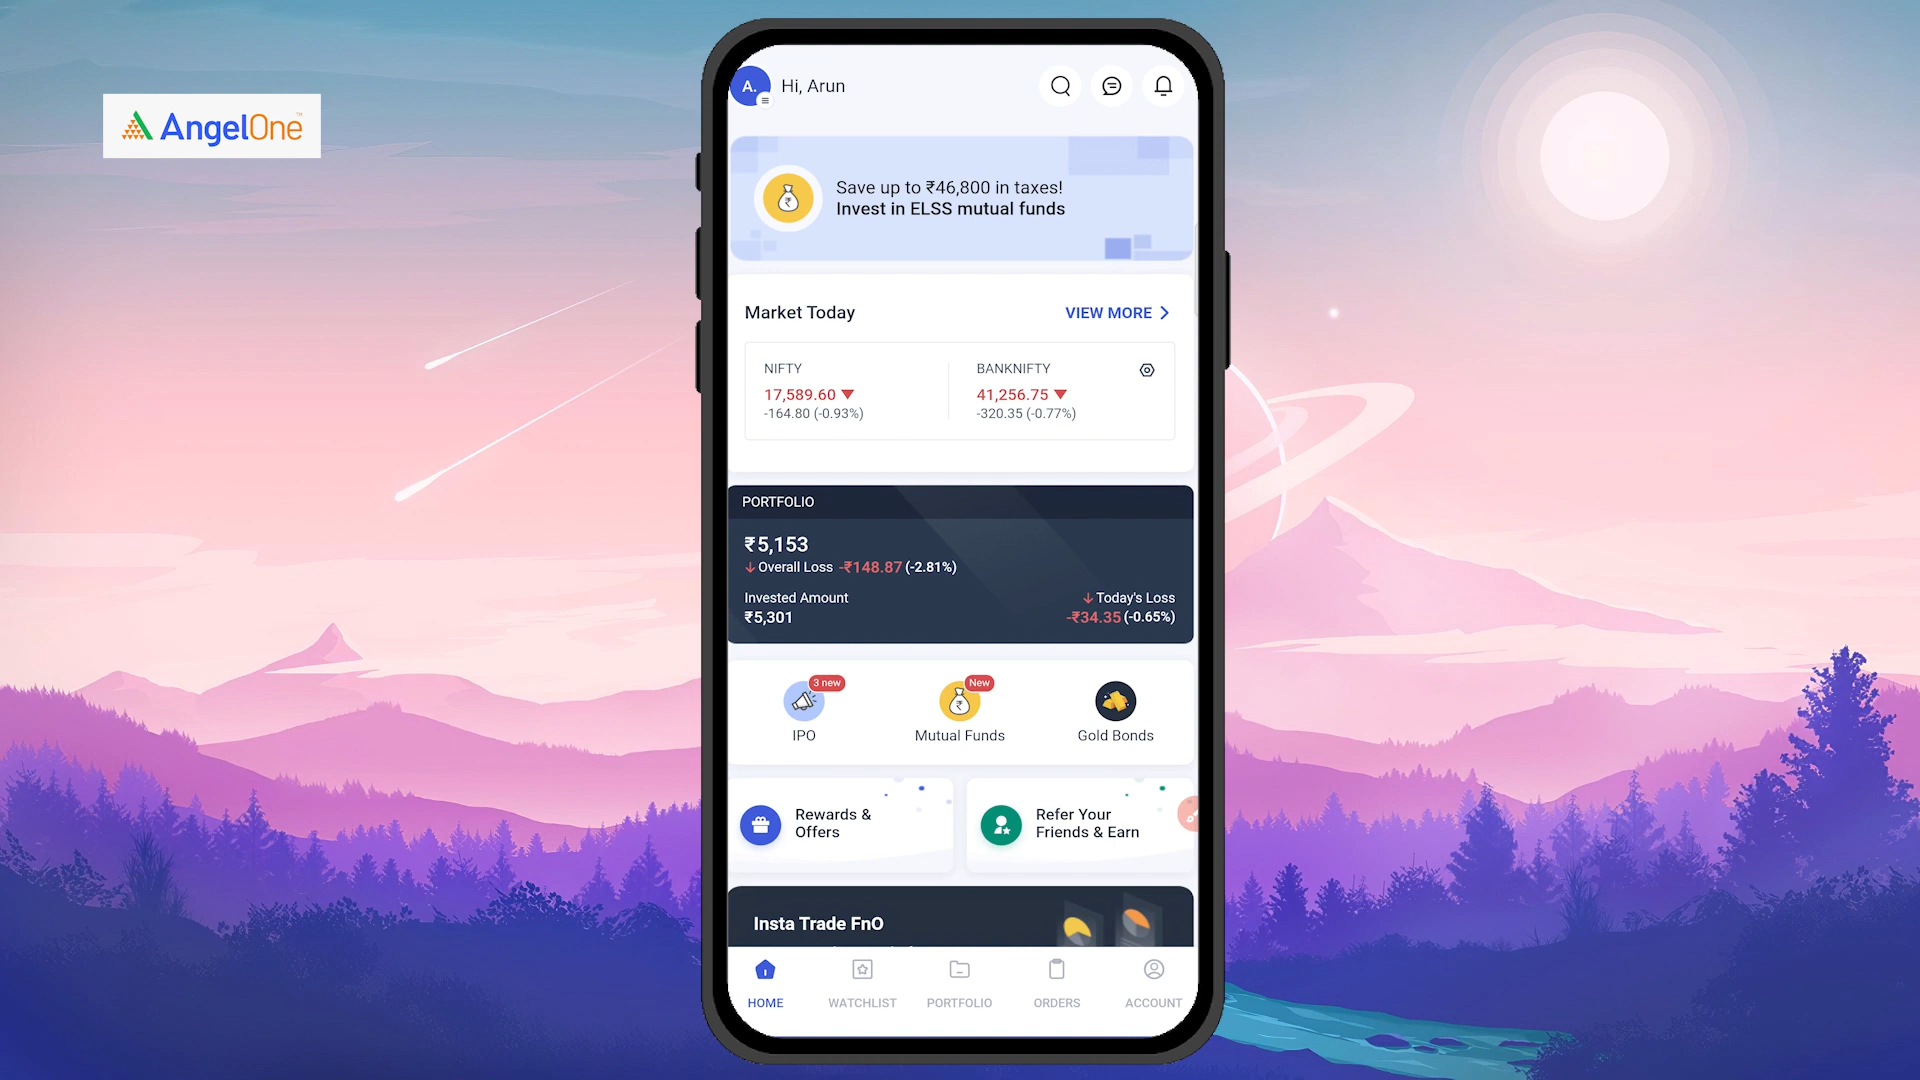 AngelOne™
A.
Hi, Arun
Save up to ₹46,800 in taxes!
Invest in ELSS mutual funds
Market Today
VIEW MORE
NIFTY
17,589.60
-164.80 (-0.93%)
BANKNIFTY
41,256.75
-320.35 (-0.77%)
PORTFOLIO
₹5,153
Overall Loss -₹148.87 (-2.81%)
Invested Amount
₹5,301
Today's Loss
-₹34.35 (-0.65%)
3 new
IPO
New
Mutual Funds
Gold Bonds
Rewards &
Offers
Refer Your
Friends & Earn
Insta Trade FnO
HOME
WATCHLIST
PORTFOLIO
ORDERS
ACCOUNT